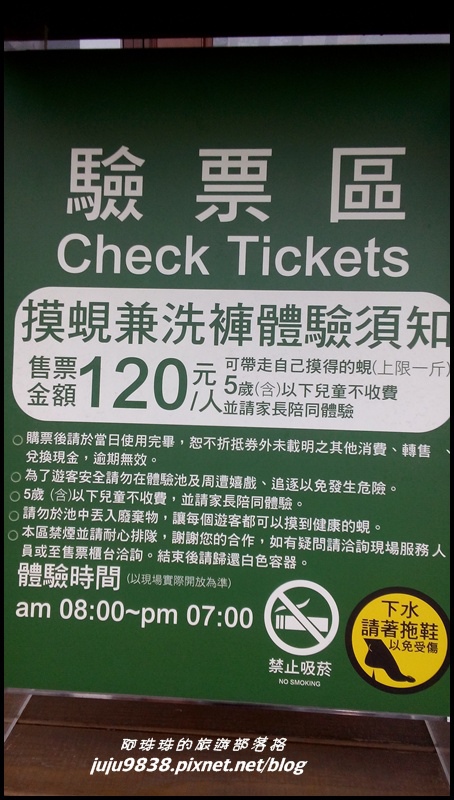 驗票區
Check Tickets
摸蜆兼洗褲體驗須知
售票金額120元/人
可帶走自己摸得的蜆(上限一斤)
5歲(含)以下兒童不收費
並請家長陪同體驗
○購票後請於當日使用完畢，恕不折抵券外未載明之其他消費、轉售、
兌換現金，逾期無效。
○為了遊客安全請勿在體驗池及周遭嬉戲、追逐以免發生危險。
○5歲(含)以下兒童不收費，並請家長陪同體驗。
○請勿於池中丟入廢棄物，讓每個遊客都可以摸到健康的蜆。
○本區禁煙並請耐心排隊，謝謝您的合作，如有疑問請洽詢現場服務人
員或至售票櫃台洽詢。結束後請歸還白色容器。
體驗時間(以現場實際開放為準)
am 08:00~pm 07:00
禁止吸菸
NO SMOKING
下水
請著拖鞋
以免受傷
阿珠珠的旅遊部落格
juju9838.pixnet.net/blog